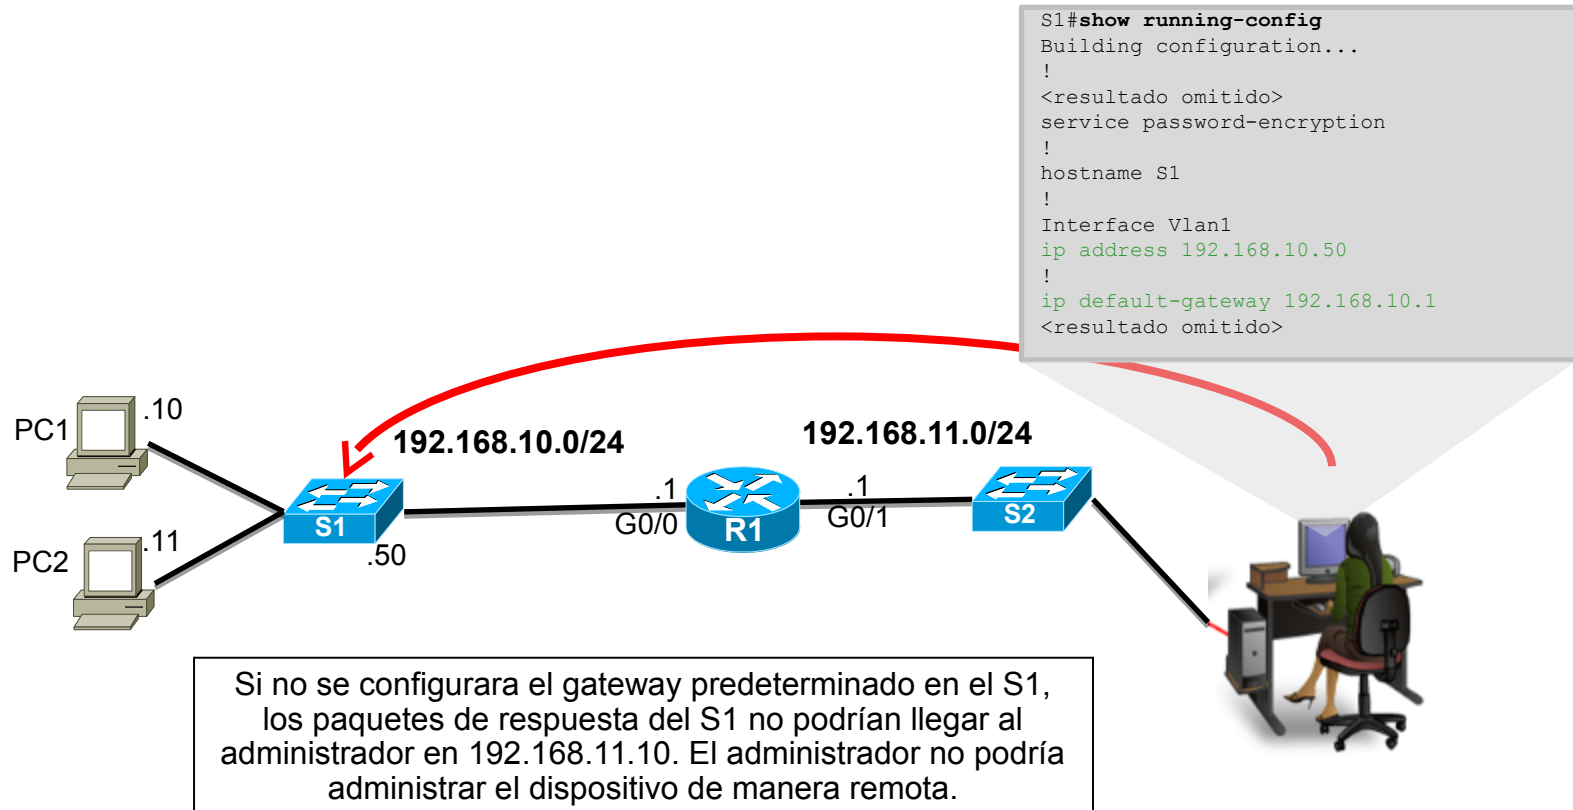 S1#show running-config
Building configuration...
!
<resultado omitido>
service password-encryption
!
hostname S1
!
Interface Vlan1
ip address 192.168.10.50
!
ip default-gateway 192.168.10.1
<resultado omitido>
PC1
.10
192.168.10.0/24
192.168.11.0/24
.1
.1
S1
G0/0
R1
G0/1
S2
PC2
.11
.50
Si no se configurara el gateway predeterminado en el S1,
los paquetes de respuesta del S1 no podrían llegar al
administrador en 192.168.11.10. El administrador no podría
administrar el dispositivo de manera remota.